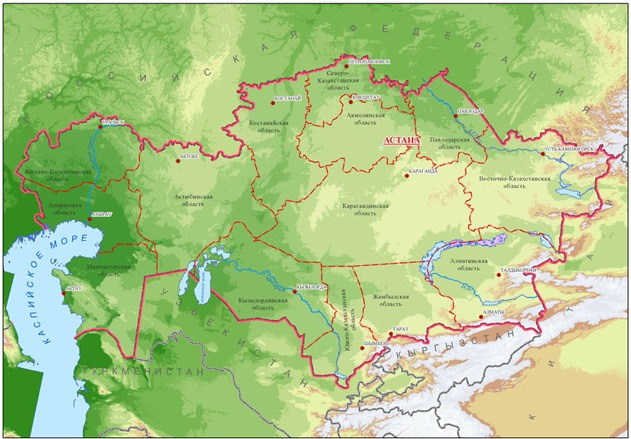 РОССИЙСКАЯ ФЕДЕРАЦИЯ
ПЕТРОПАВЛОВСК
Северо-
Казахстанская
область
КОСТАНАЙ
КОКШЕТАУ
ПАВЛОДАР
Костанайская
область
Акмолинская
область
УРАЛЬСК
АСТАНА
Павлодарская
область
УСТЬ-КАМЕНОГОРСК
АКТОБЕ
Западно-Казахстанская
область
КАРАГАНДА
Восточно-Казахстанская
область
Актюбинская
область
Атырауская
область
Карагандинская
область
АТЫРАУ
КАСПИЙСКОЕ МОРЕ
Мангыстауская
область
Алматинская
область
ТАЛДЫКОРГАН
АКТАУ
КЫЗЫЛОРДА
Кызылординская
область
Южно-Казахстанская
область
Жамбылская
область
АЛМАТЫ
ТАРАЗ
ШЫМКЕНТ
УЗБЕКИСТАН
КЫРГЫЗСТАН
ТУРКМЕНИСТАН
КИТАЙ